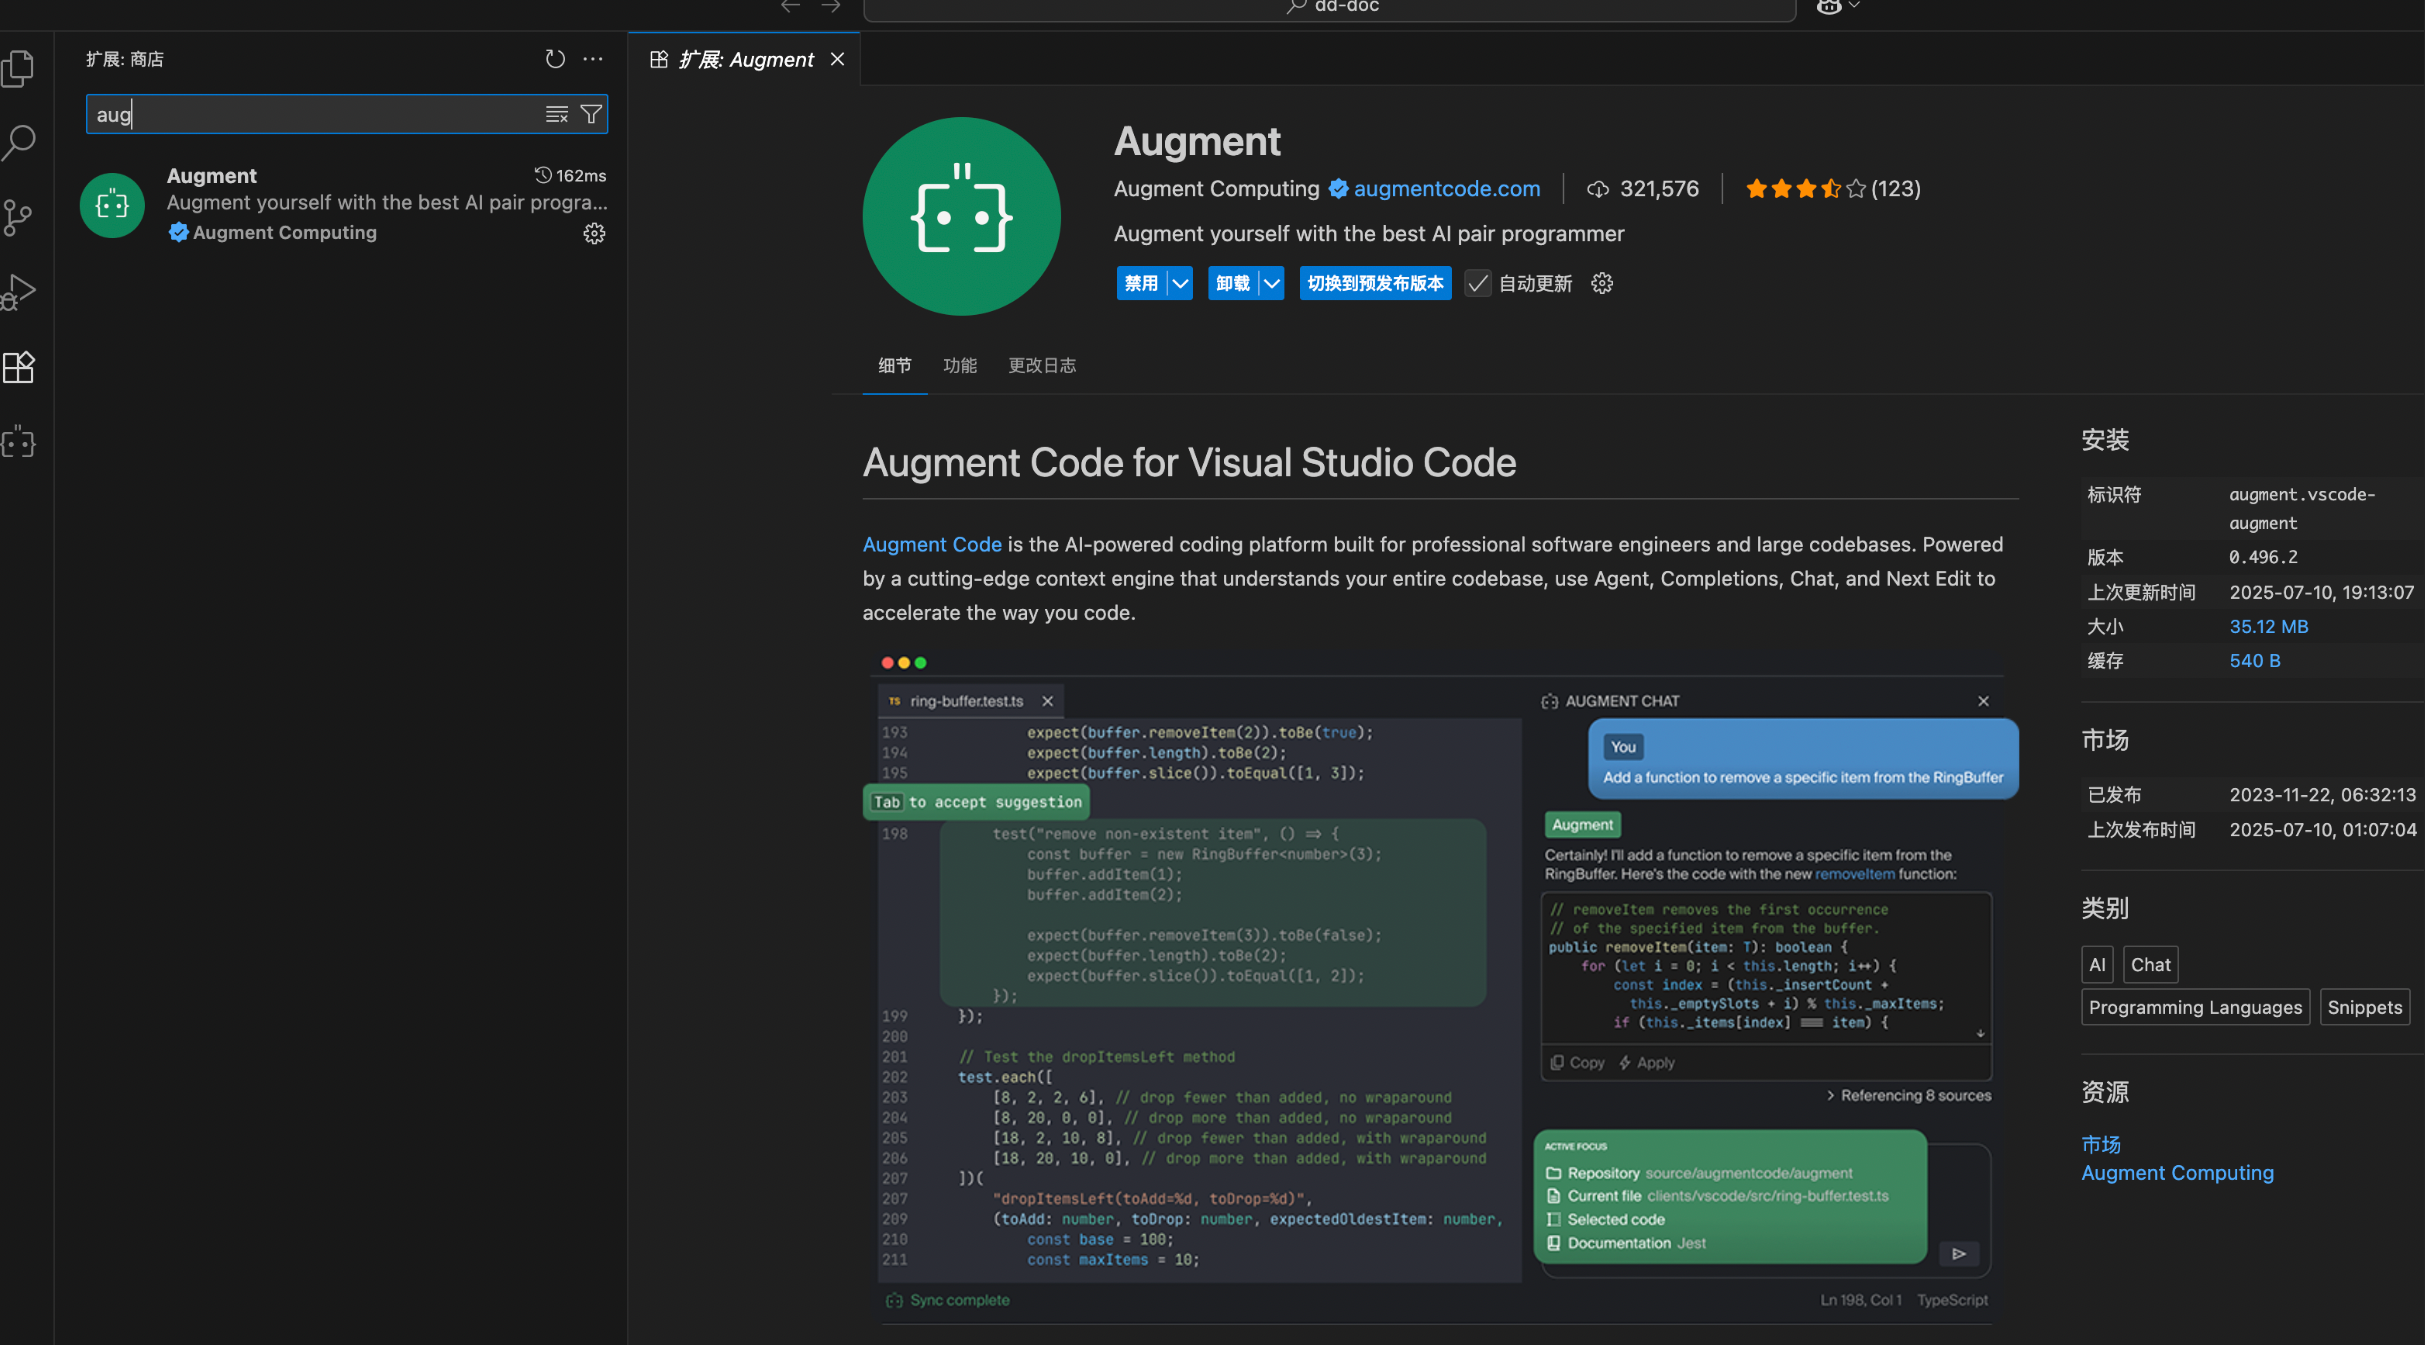 dd-doc
扩展: 商店
aug
Augment
162ms
Augment yourself with the best AI pair progra...
Augment Computing
扩展: Augment
Augment
Augment Computing augmentcode.com 321,576 (123)
Augment yourself with the best AI pair programmer
禁用 卸载 切换到预发布版本 自动更新
细节 功能 更改日志
Augment Code for Visual Studio Code
Augment Code is the AI-powered coding platform built for professional software engineers and large codebases. Powered
by a cutting-edge context engine that understands your entire codebase, use Agent, Completions, Chat, and Next Edit to
accelerate the way you code.
TS ring-buffer.test.ts
193 expect(buffer.removeItem(2)).toBe(true);
194 expect(buffer.length).toBe(2);
195 expect(buffer.slice()).toEqual([1, 3]);
Tab to accept suggestion
198 test("remove non-existent item", () => {
const buffer = new RingBuffer<number>(3);
buffer.addItem(1);
buffer.addItem(2);
expect(buffer.removeItem(3)).toBe(false);
expect(buffer.length).toBe(2);
expect(buffer.slice()).toEqual([1, 2]);
});
199 });
200
201 // Test the dropItemsLeft method
202 test.each([
203 [8, 2, 2, 6], // drop fewer than added, no wraparound
204 [8, 20, 0, 0], // drop more than added, no wraparound
205 [18, 2, 10, 8], // drop fewer than added, with wraparound
206 [18, 20, 10, 0], // drop more than added, with wraparound
207 ])(
207 "dropItemsLeft(toAdd=%d, toDrop=%d)",
209 (toAdd: number, toDrop: number, expectedOldestItem: number,
210 const base = 100;
211 const maxItems = 10;
Sync complete
AUGMENT CHAT
You
Add a function to remove a specific item from the RingBuffer
Augment
Certainly! I'll add a function to remove a specific item from the
RingBuffer. Here's the code with the new removeItem function:
// removeItem removes the first occurrence
// of the specified item from the buffer.
public removeItem(item: T): boolean {
for (let i = 0; i < this.length; i++) {
const index = (this._insertCount +
this._emptySlots + i) % this._maxItems;
if (this._items[index] === item) {
Copy Apply
Referencing 8 sources
ACTIVE FOCUS
Repository source/augmentcode/augment
Current file clients/vscode/src/ring-buffer.test.ts
Selected code
Documentation Jest
Ln 198, Col 1 TypeScript
安装
标识符 augment.vscode-
augment
版本 0.496.2
上次更新时间 2025-07-10, 19:13:07
大小 35.12 MB
缓存 540 B
市场
已发布 2023-11-22, 06:32:13
上次发布时间 2025-07-10, 01:07:04
类别
AI Chat
Programming Languages Snippets
资源
市场
Augment Computing